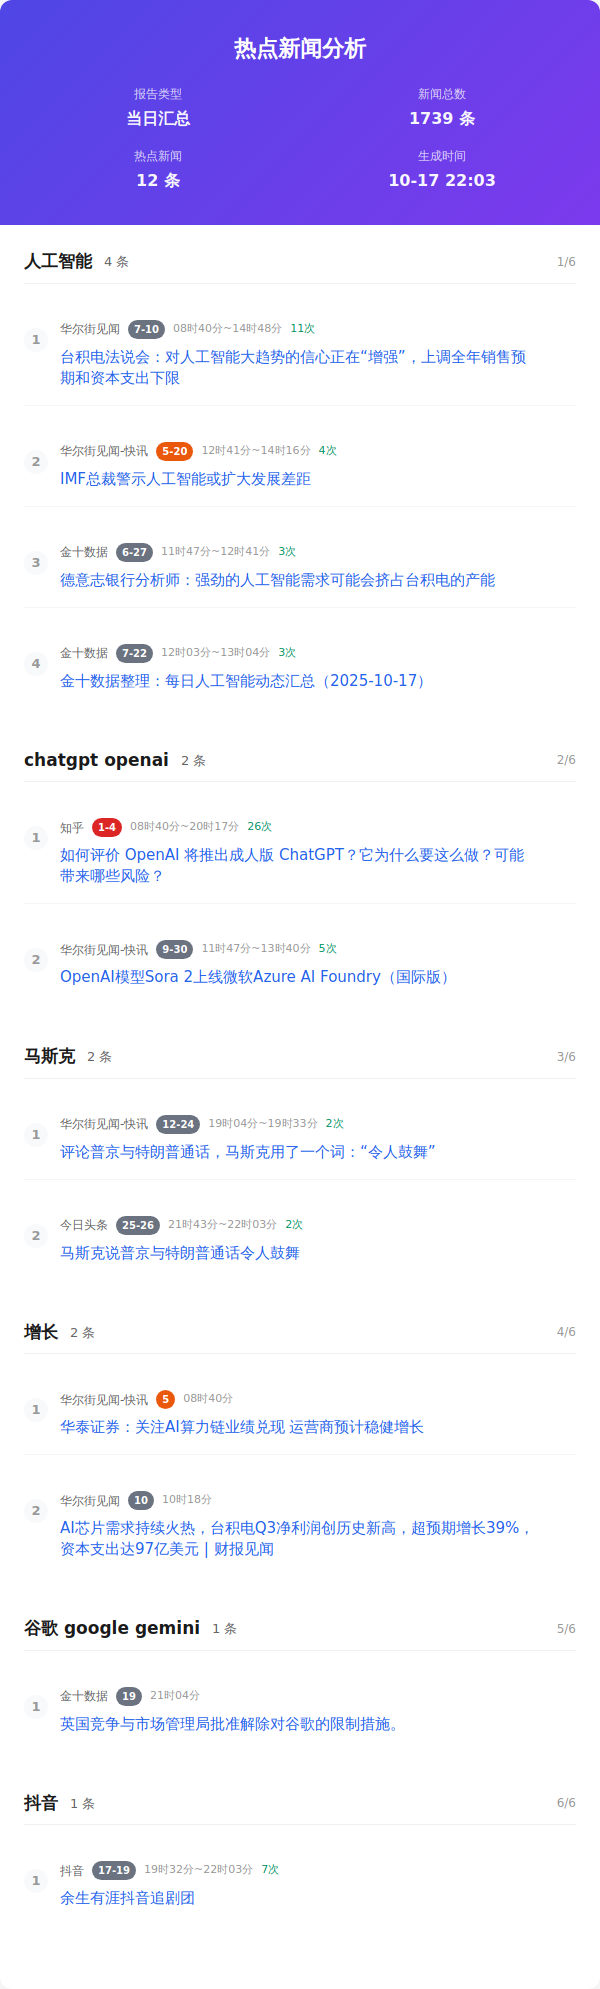 热点新闻分析
报告类型
新闻总数
当日汇总
1739 条
热点新闻
生成时间
12 条
10-17 22:03
人工智能 4 条 1/6
1
华尔街见闻 7-10 08时40分~14时48分 11次
台积电法说会：对人工智能大趋势的信心正在“增强”，上调全年销售预
期和资本支出下限
2
华尔街见闻-快讯 5-20 12时41分~14时16分 4次
IMF总裁警示人工智能或扩大发展差距
3
金十数据 6-27 11时47分~12时41分 3次
德意志银行分析师：强劲的人工智能需求可能会挤占台积电的产能
4
金十数据 7-22 12时03分~13时04分 3次
金十数据整理：每日人工智能动态汇总（2025-10-17）
chatgpt openai 2 条 2/6
1
知乎 1-4 08时40分~20时17分 26次
如何评价 OpenAI 将推出成人版 ChatGPT？它为什么要这么做？可能
带来哪些风险？
2
华尔街见闻-快讯 9-30 11时47分~13时40分 5次
OpenAI模型Sora 2上线微软Azure AI Foundry（国际版）
马斯克 2 条 3/6
1
华尔街见闻-快讯 12-24 19时04分~19时33分 2次
评论普京与特朗普通话，马斯克用了一个词：“令人鼓舞”
2
今日头条 25-26 21时43分~22时03分 2次
马斯克说普京与特朗普通话令人鼓舞
增长 2 条 4/6
1
华尔街见闻-快讯 5 08时40分
华泰证券：关注AI算力链业绩兑现 运营商预计稳健增长
2
华尔街见闻 10 10时18分
AI芯片需求持续火热，台积电Q3净利润创历史新高，超预期增长39%，
资本支出达97亿美元 | 财报见闻
谷歌 google gemini 1 条 5/6
1
金十数据 19 21时04分
英国竞争与市场管理局批准解除对谷歌的限制措施。
抖音 1 条 6/6
1
抖音 17-19 19时32分~22时03分 7次
余生有涯抖音追剧团